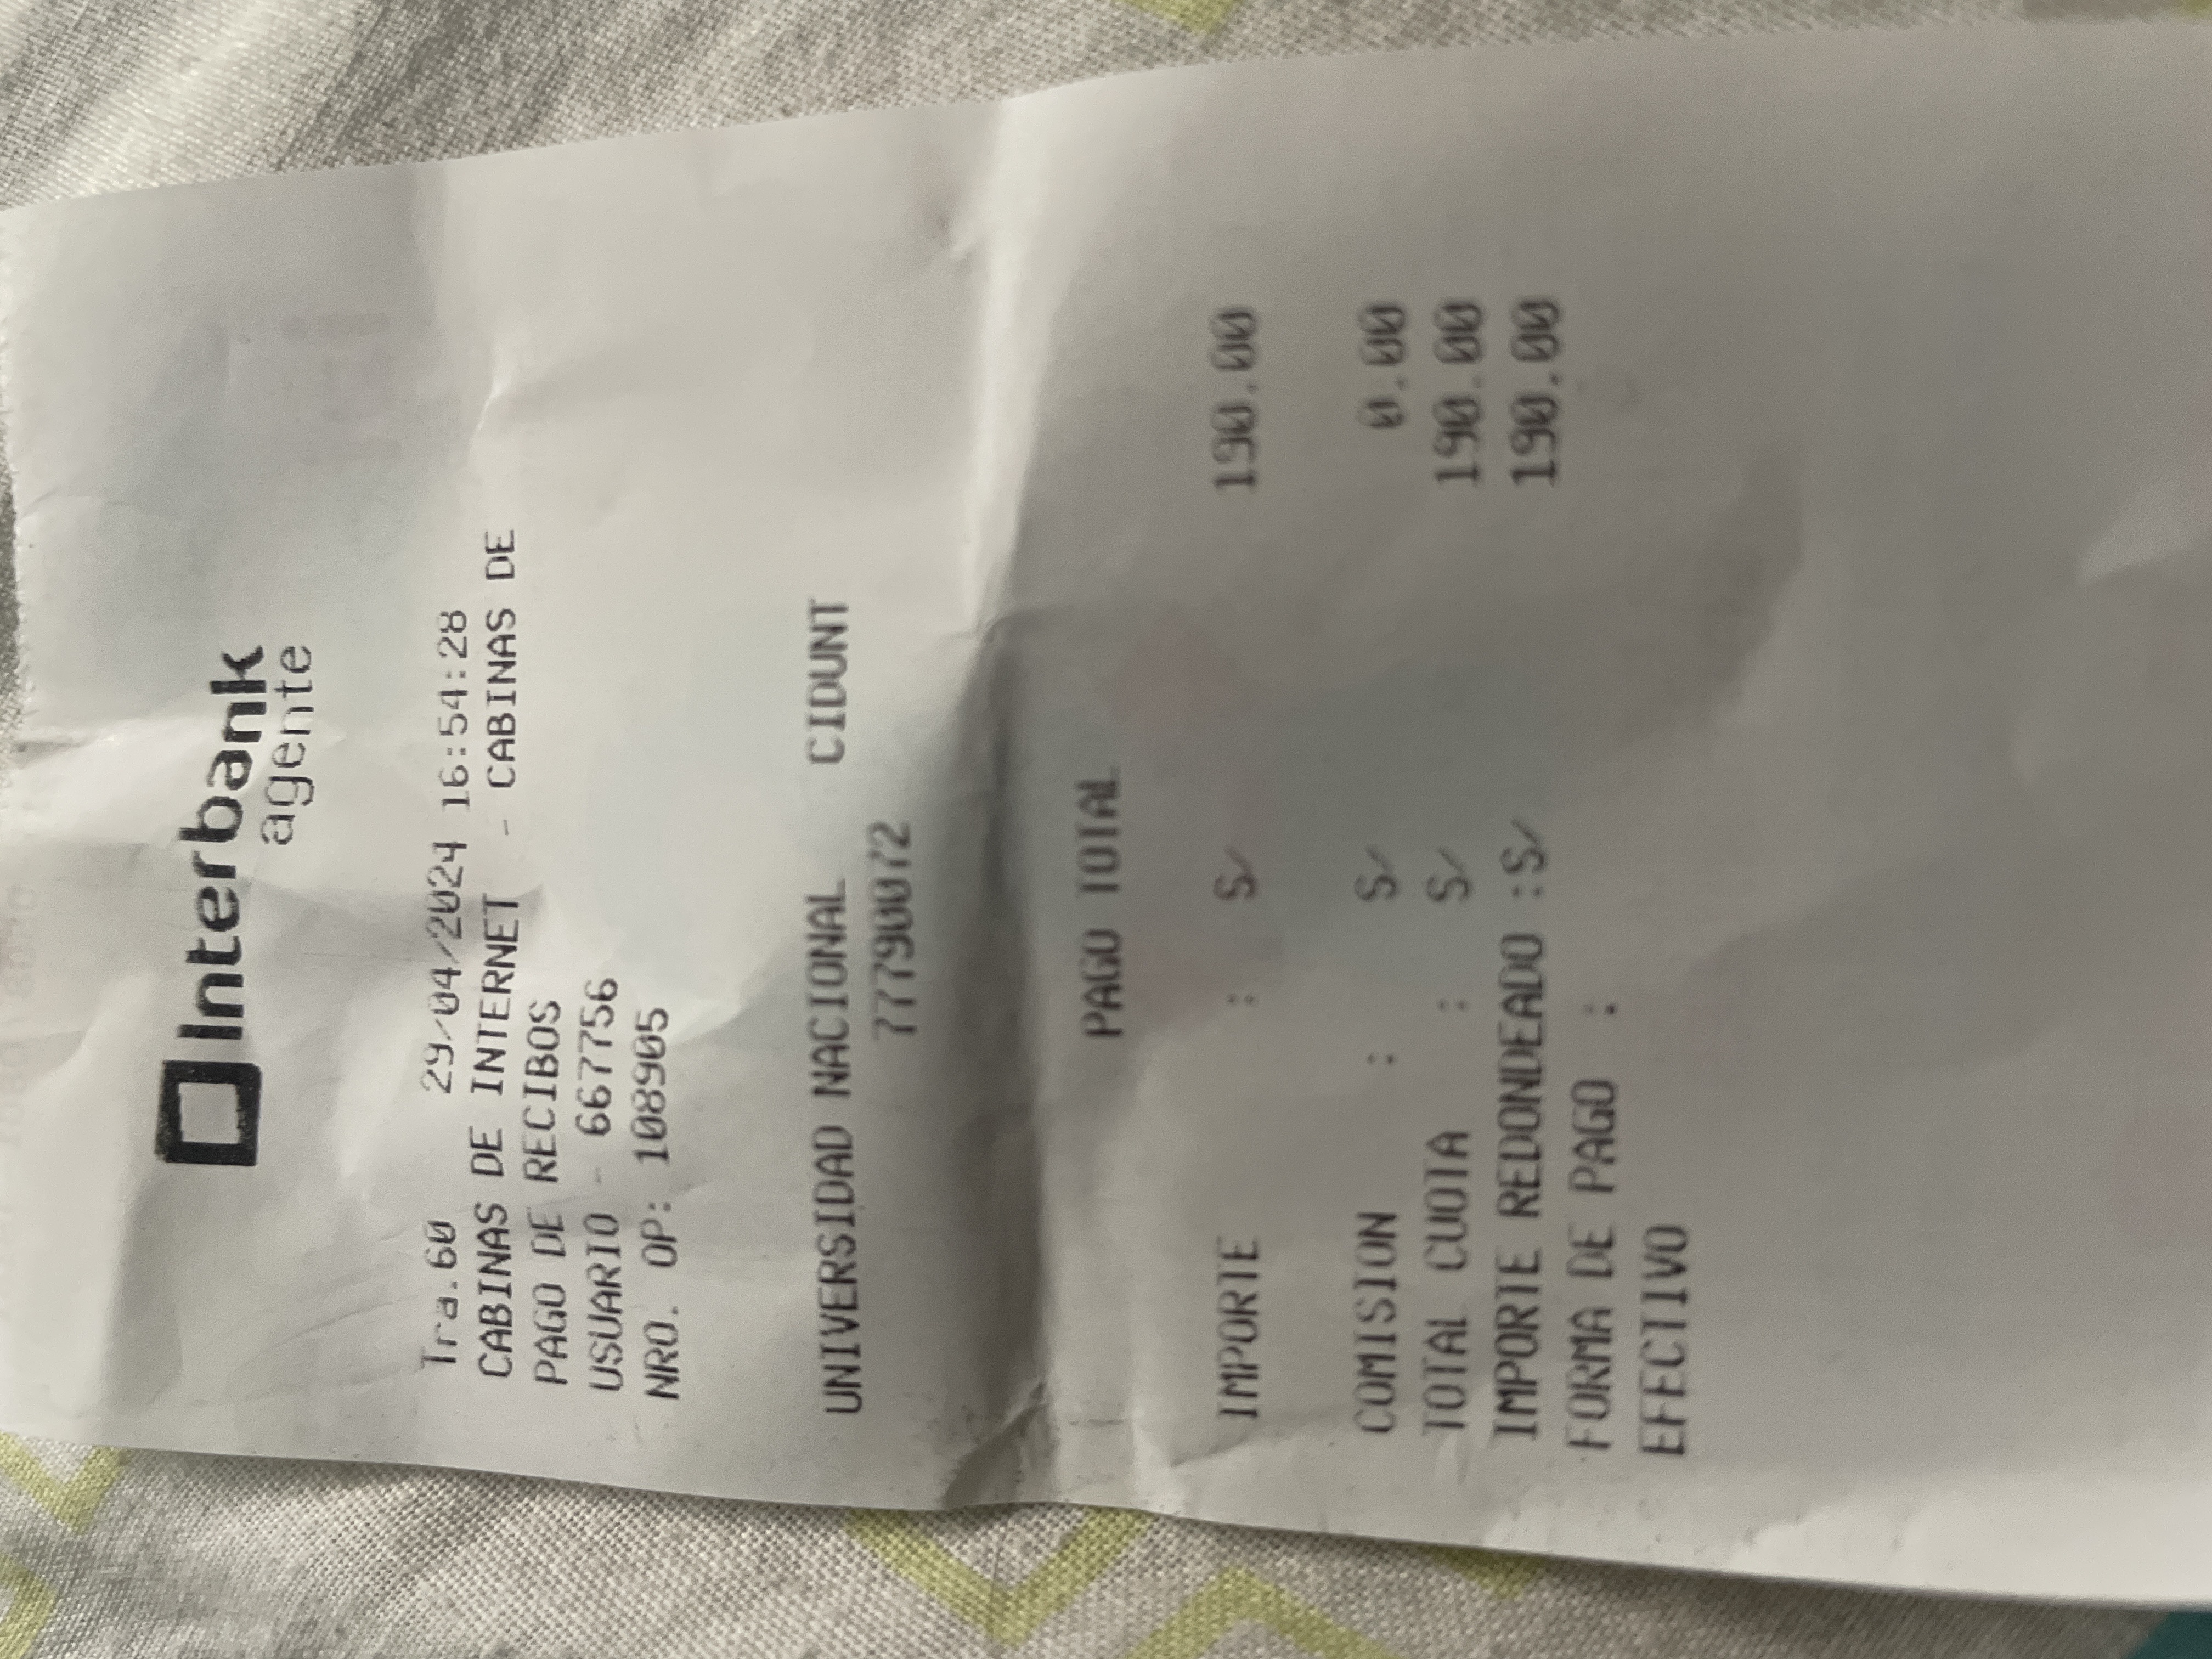 Interbank
agente
Tra.60 29/04/2024 16:54:28
CABINAS DE INTERNET - CABINAS DE
PAGO DE RECIBOS
USUARIO - 667756
NRO. OP: 108905
UNIVERSIDAD NACIONAL CIDUNT
77790072
PAGO TOTAL
IMPORTE : S/ 190.00
COMISION : S/ 0.00
TOTAL CUOTA : S/ 190.00
IMPORTE REDONDEADO :S/ 190.00
FORMA DE PAGO :
EFECTIVO